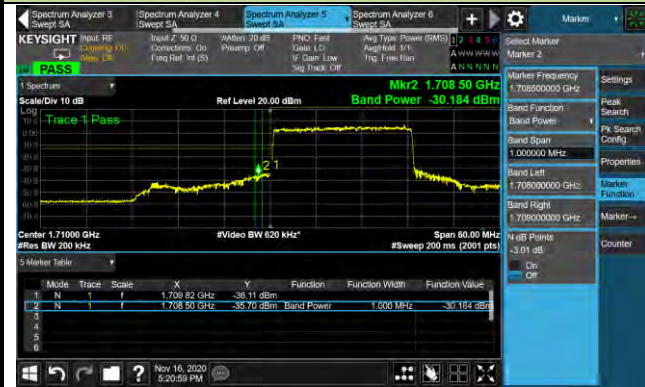 Spectrum Analyzer 3
Swept SA
Spectrum Analyzer 4
Swept SA
Spectrum Analyzer 5
Swept SA
Spectrum Analyzer 6
Swept SA
Marker
KEYSIGHT
Input: RF
Input Z: 50 Ω
Corrections: On
Freq Ref: Int (S)
#Atten: 20 dB
Preamp: Off
PNO: Fast
Gate: LO
IF Gain: Low
Sig Track: Off
Avg Type: Power (RMS)
Avg|Hold: 1/1
Trig: Free Run
1 2 3 4 5 6
A W W W W W
A N N N N N
PASS
Select Marker
Marker 2
1 Spectrum
Scale/Div 10 dB
Ref Level 20.00 dBm
Mkr2 1.708 50 GHz
Band Power -30.184 dBm
Log
Trace 1 Pass
2
1
Center 1.71000 GHz
#Res BW 200 kHz
#Video BW 620 kHz*
Span 60.00 MHz
#Sweep 200 ms (2001 pts)
5 Marker Table
Mode Trace Scale X Y Function Function Width Function Value
1 N 1 f 1.709 82 GHz -36.11 dBm
2 N 1 f 1.708 50 GHz -35.70 dBm Band Power 1.000 MHz -30.184 dBm
3
4
5
6
Nov 16, 2020
5:20:59 PM
Marker Frequency
1.708500000 GHz
Band Function
Band Power
Band Span
1.000000 MHz
Band Left
1.708000000 GHz
Band Right
1.709000000 GHz
N dB Points
-3.01 dB
On
Off
Settings
Peak
Search
Pk Search
Config
Properties
Marker
Function
Marker→
Counter